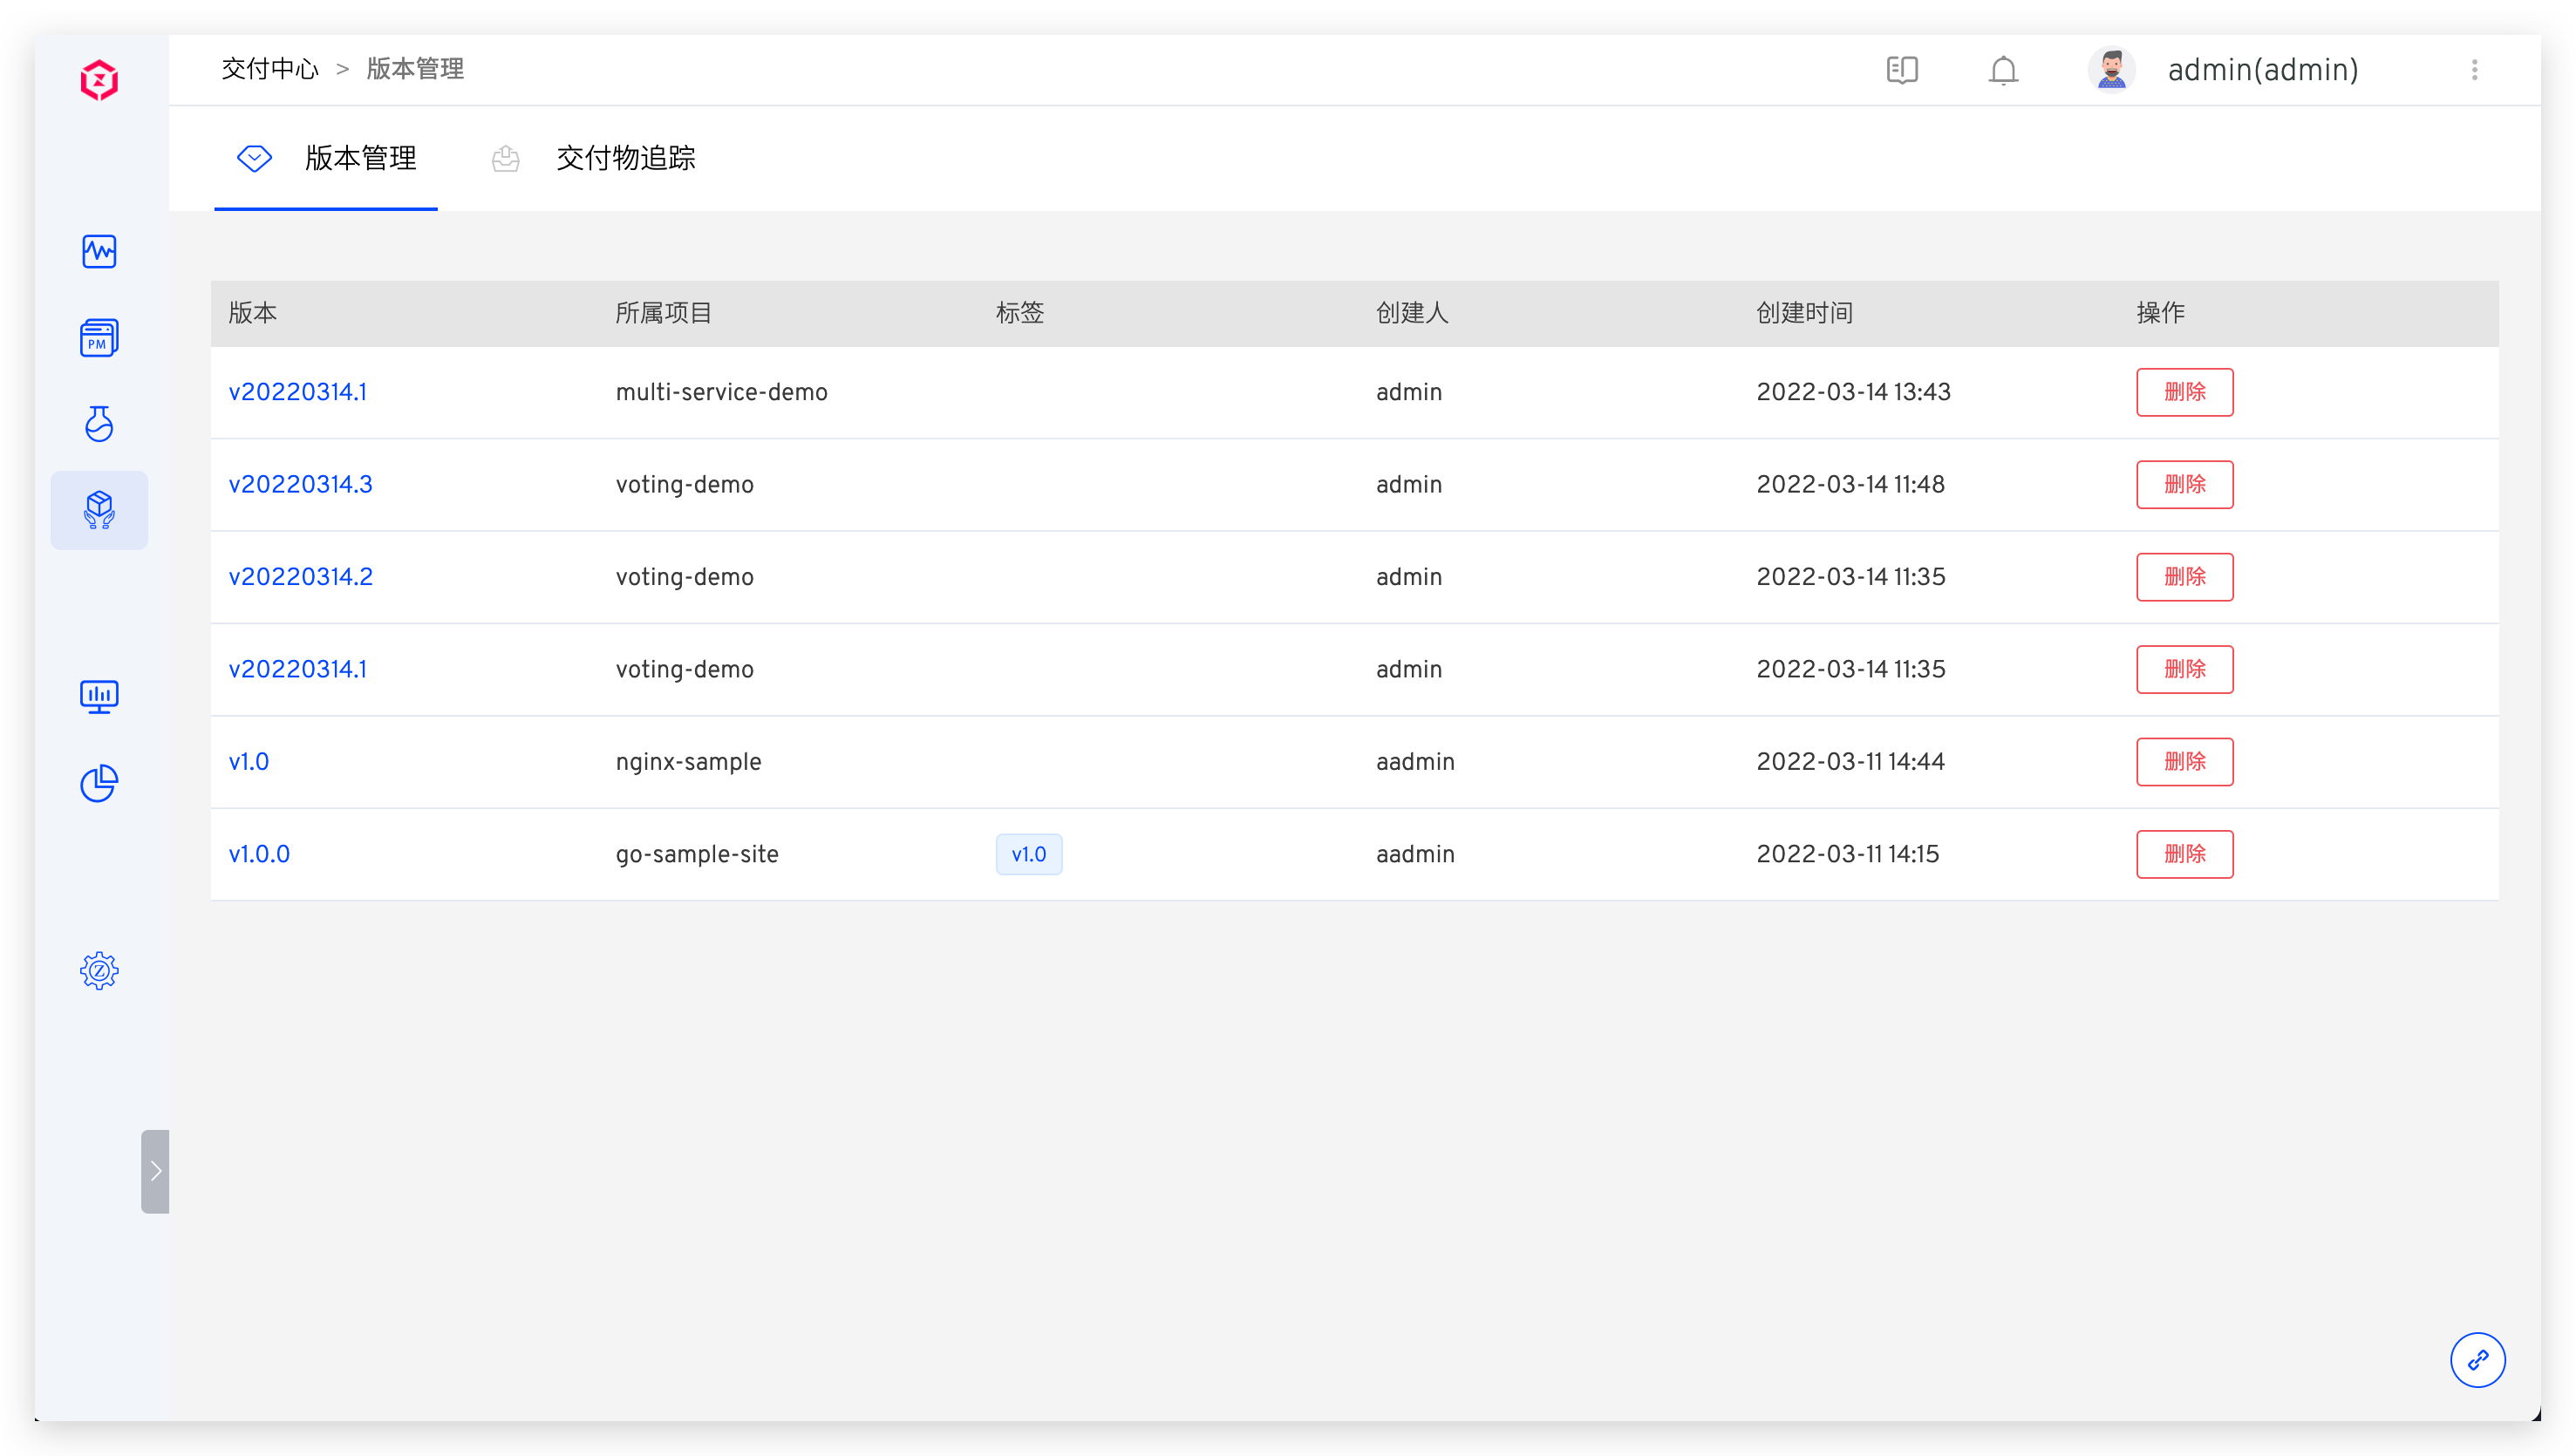 交付中心 > 版本管理 admin(admin)
版本管理 交付物追踪
PM
版本 所属项目 标签 创建人 创建时间 操作
v20220314.1 multi-service-demo admin 2022-03-14 13:43 删除
v20220314.3 voting-demo admin 2022-03-14 11:48 删除
v20220314.2 voting-demo admin 2022-03-14 11:35 删除
v20220314.1 voting-demo admin 2022-03-14 11:35 删除
v1.0 nginx-sample aadmin 2022-03-11 14:44 删除
v1.0.0 go-sample-site v1.0 aadmin 2022-03-11 14:15 删除